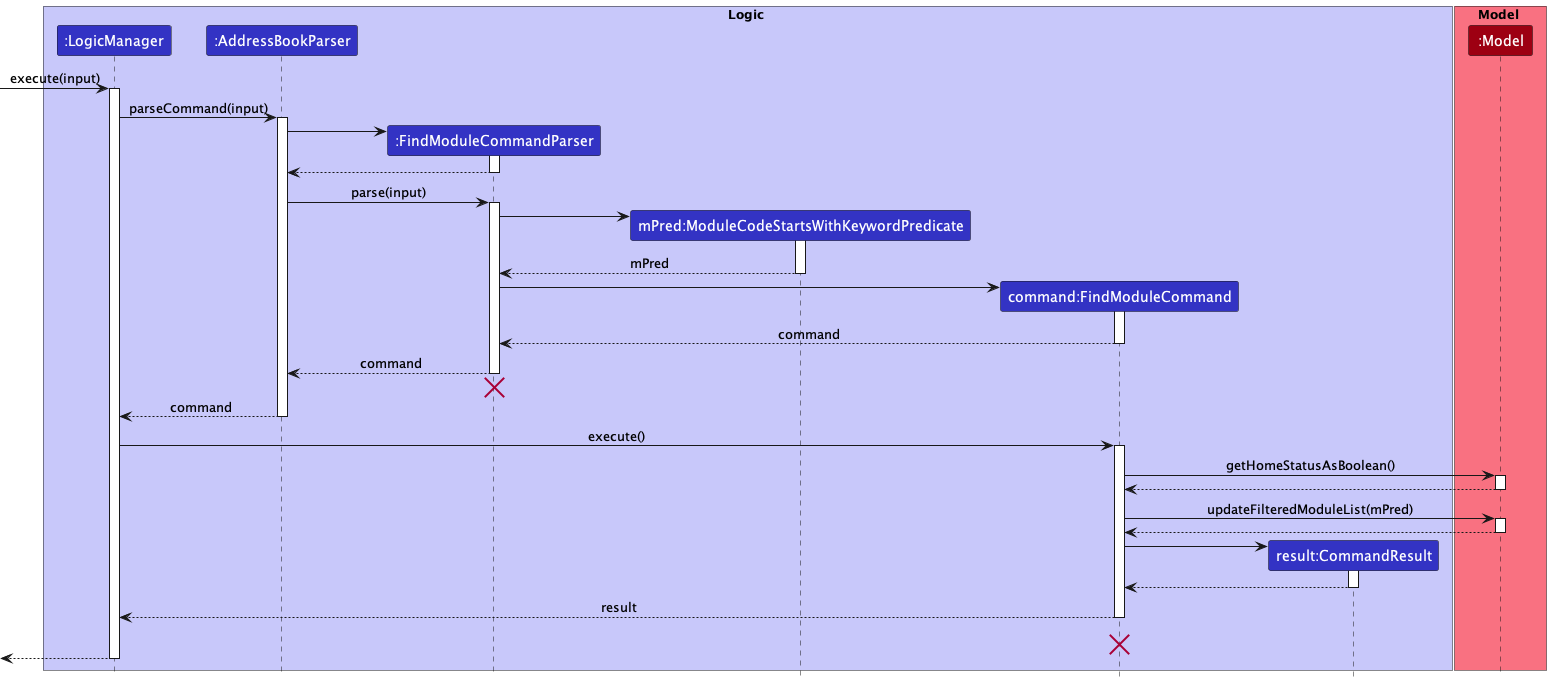 Logic
Model
:LogicManager
:AddressBookParser
:Model
execute(input)
parseCommand(input)
:FindModuleCommandParser
parse(input)
mPred:ModuleCodeStartsWithKeywordPredicate
mPred
command:FindModuleCommand
command
command
command
execute()
getHomeStatusAsBoolean()
updateFilteredModuleList(mPred)
result:CommandResult
result